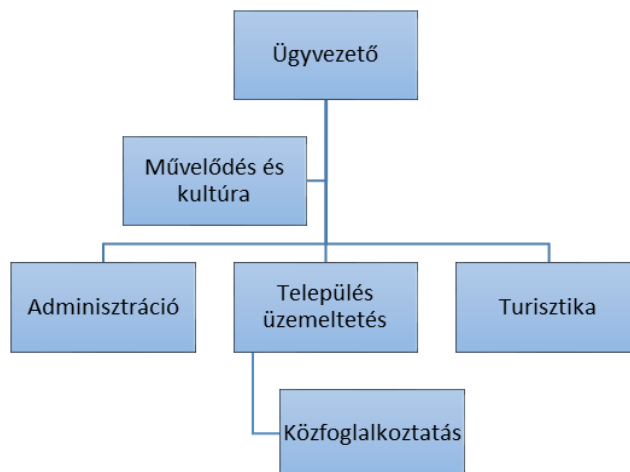 Ügyvezető
Művelődés és
kultúra
Adminisztráció
Település
üzemeltetés
Turisztika
Közfoglalkoztatás